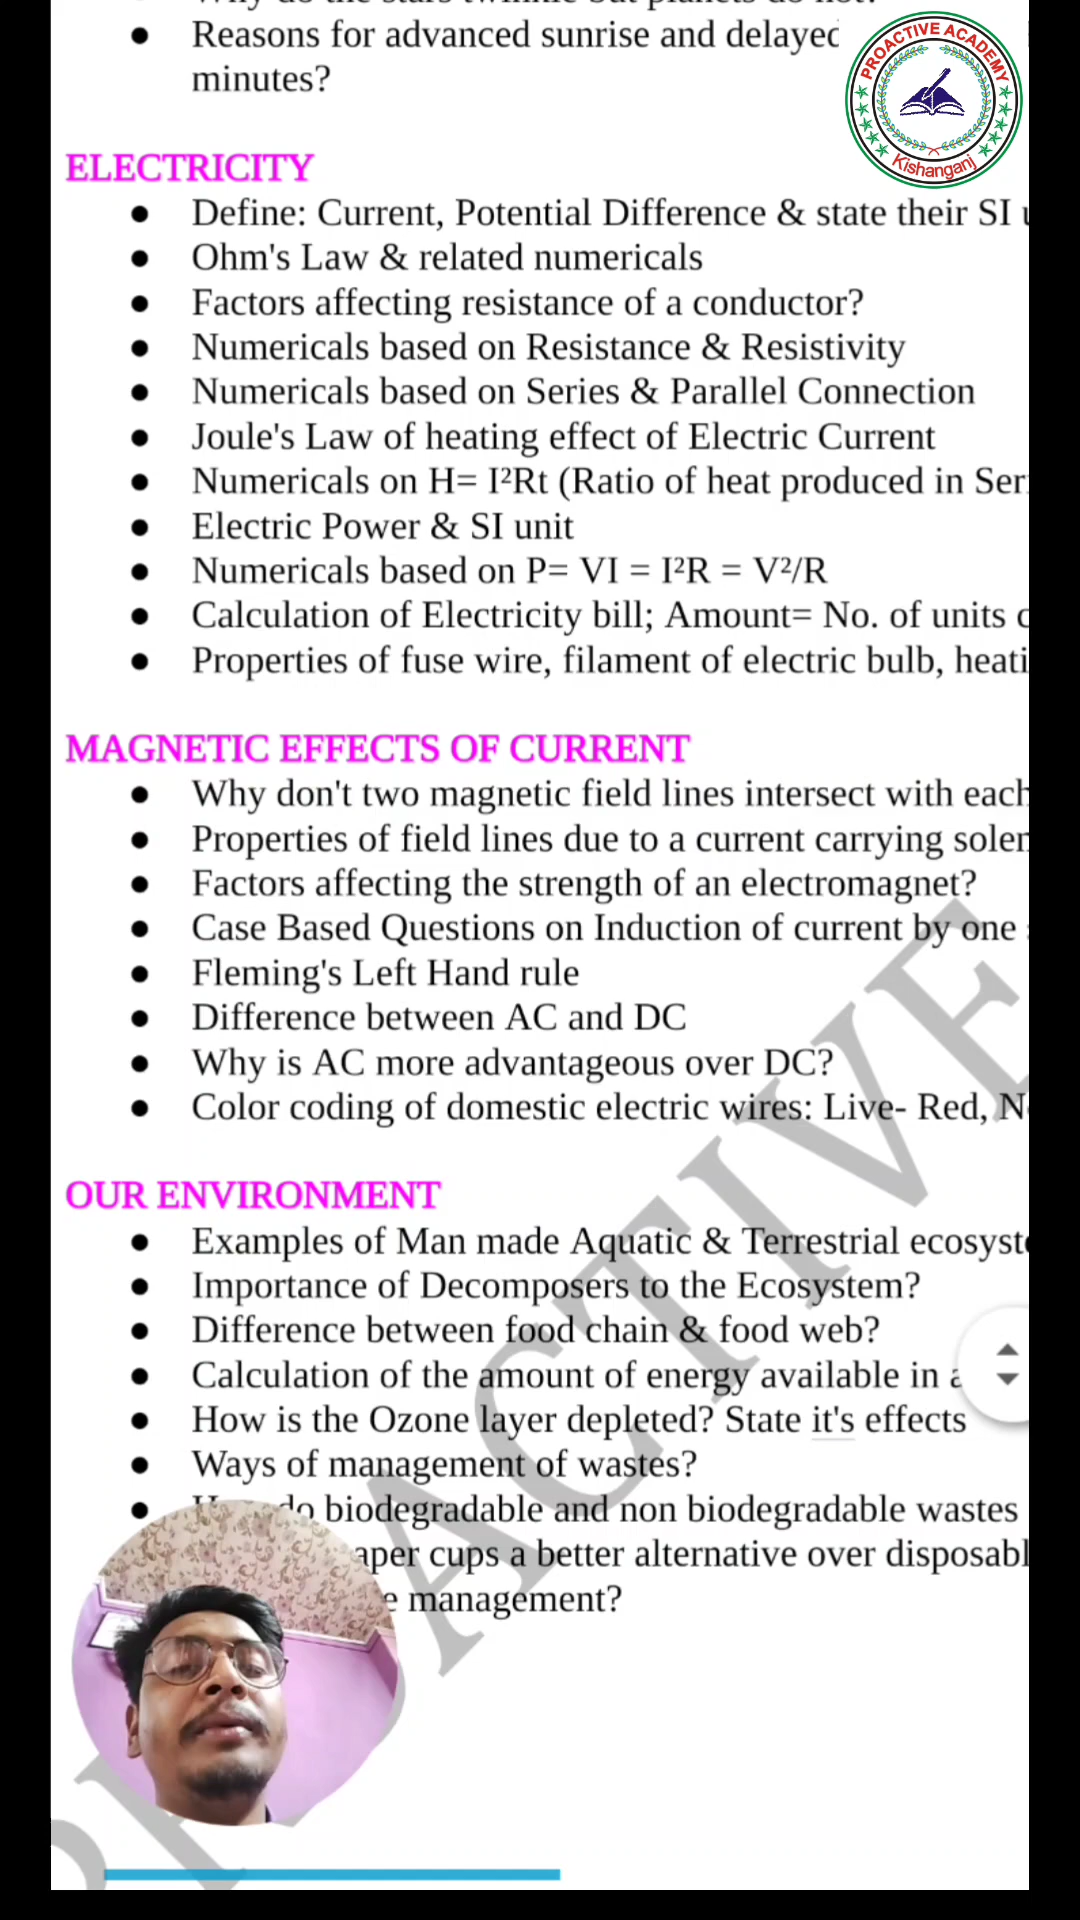 Reasons for advanced sunrise and delayed
minutes?
PROACTIVE ACADEMY
Kishanganj
ELECTRICITY
Define: Current, Potential Difference & state their SI
Ohm's Law & related numericals
Factors affecting resistance of a conductor?
Numericals based on Resistance & Resistivity
Numericals based on Series & Parallel Connection
Joule's Law of heating effect of Electric Current
Numericals on H= I²Rt (Ratio of heat produced in
Electric Power & SI unit
Numericals based on P= VI = I²R = V²/R
Calculation of Electricity bill; Amount= No. of units
Properties of fuse wire, filament of electric bulb,
MAGNETIC EFFECTS OF CURRENT
Why don't two magnetic field lines intersect with each
Properties of field lines due to a current carrying
Factors affecting the strength of an electromagnet?
Case Based Questions on Induction of current by one
Fleming's Left Hand rule
Difference between AC and DC
Why is AC more advantageous over DC?
Color coding of domestic electric wires: Live- Red,
OUR ENVIRONMENT
Examples of Man made Aquatic & Terrestrial
Importance of Decomposers to the Ecosystem?
Difference between food chain & food web?
Calculation of the amount of energy available in
How is the Ozone layer depleted? State it's effects
Ways of management of wastes?
do biodegradable and non biodegradable wastes
cups a better alternative over
management?
PROACTIVE